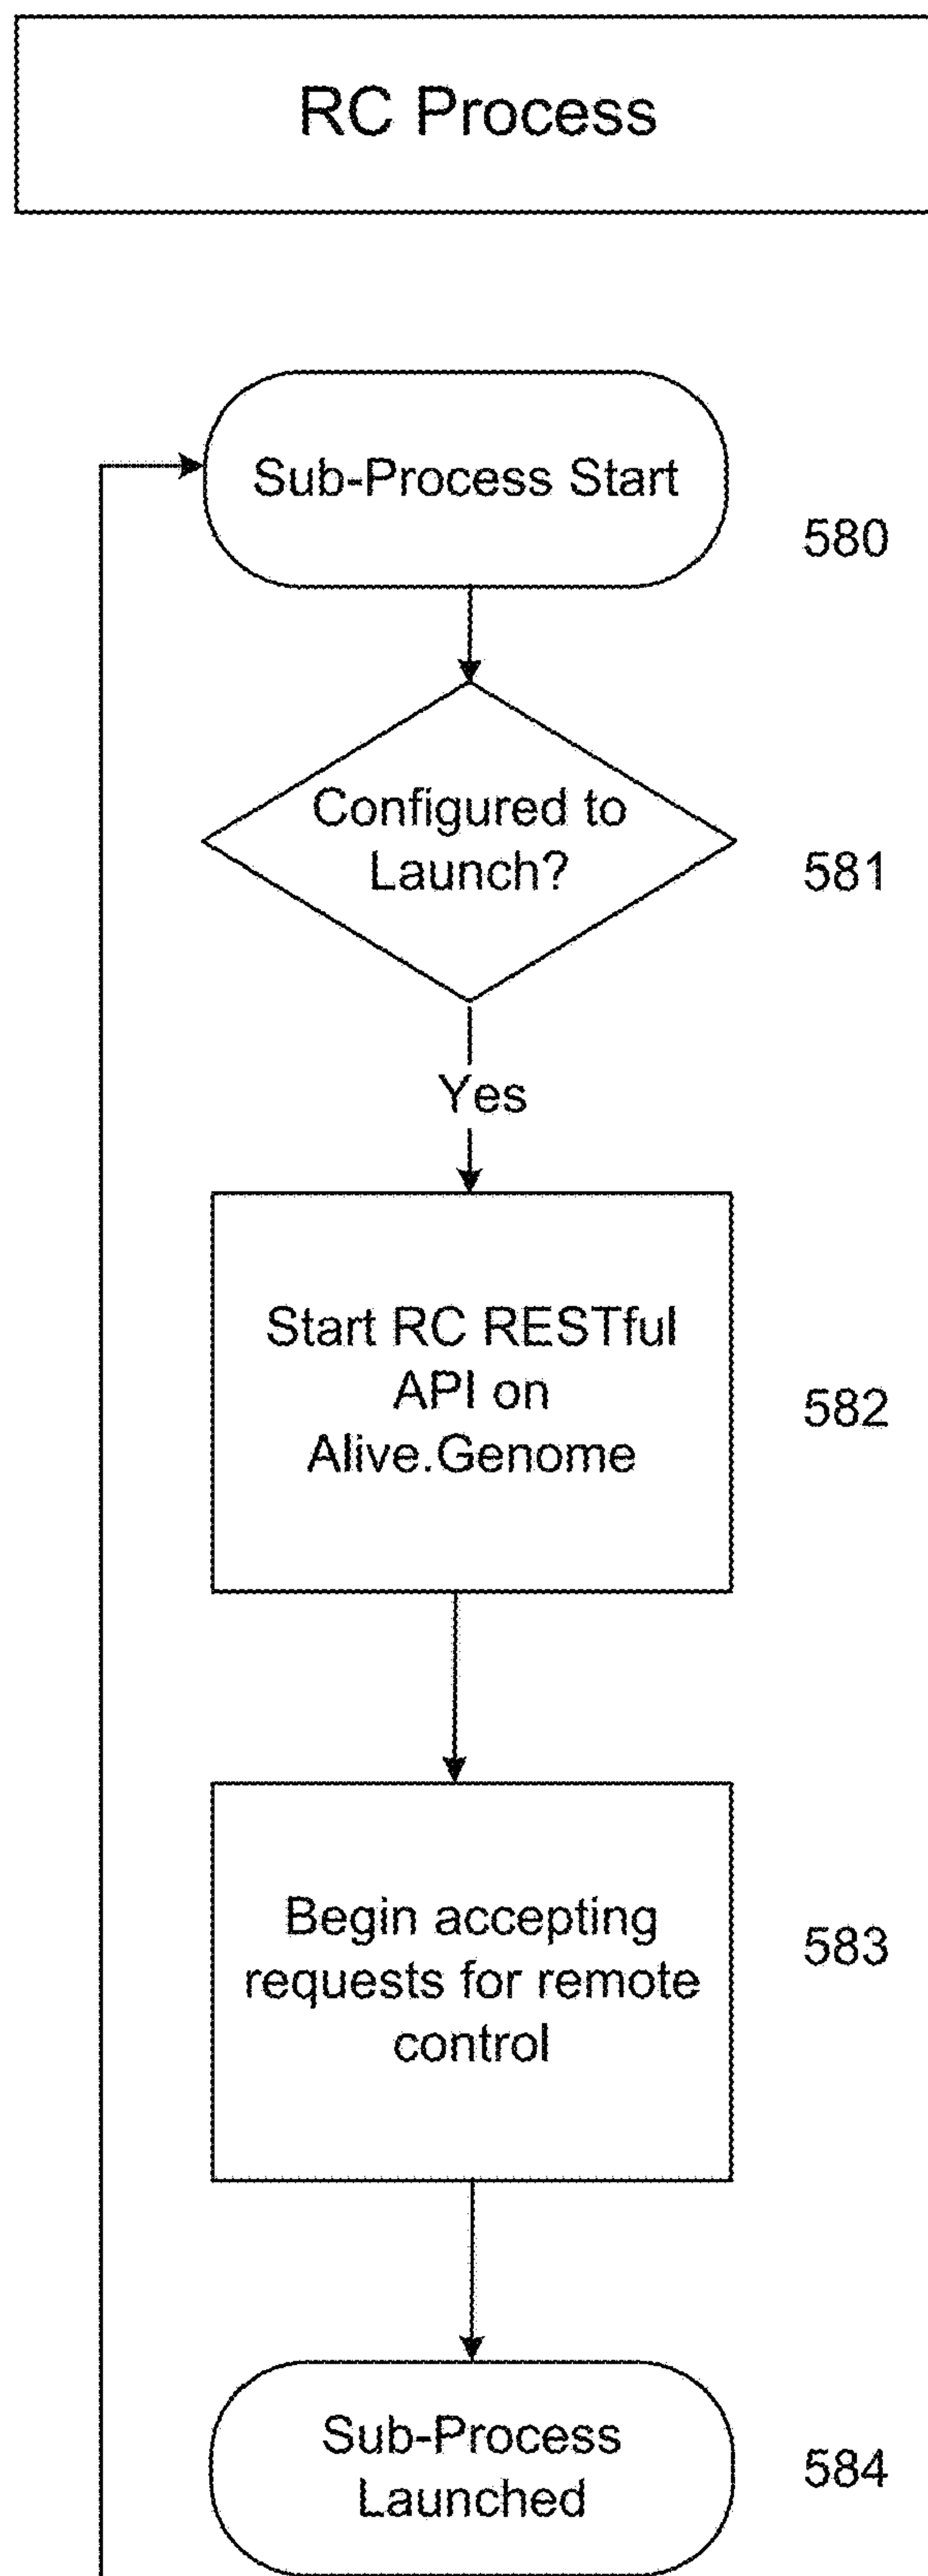 RC Process
Sub-Process Start
580
Configured to
Launch?
581
Yes
Start RC RESTful
API on
Alive.Genome
582
Begin accepting
requests for remote
control
583
Sub-Process
Launched
584